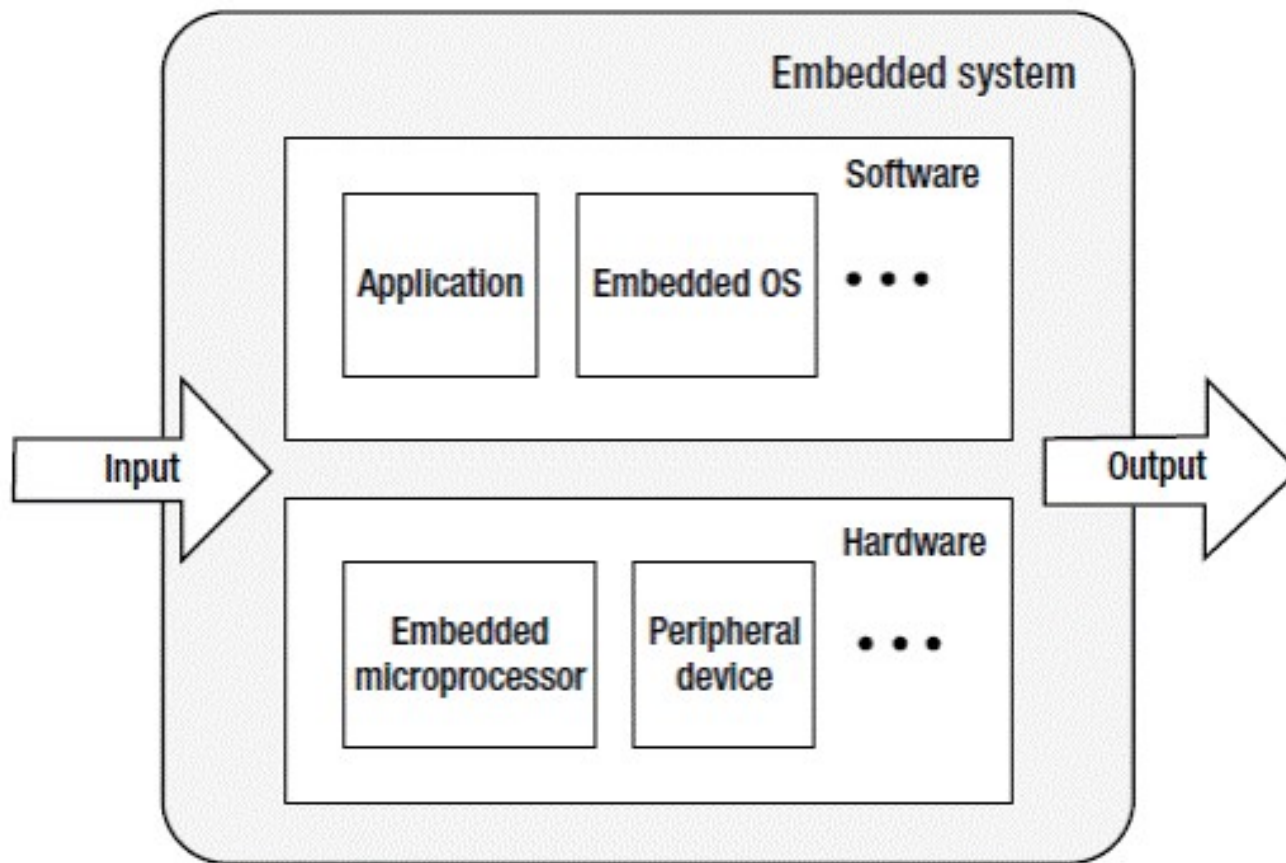 Embedded system
Software
Application
Embedded OS
• • •
Input
Output
Hardware
Embedded
microprocessor
Peripheral
device
• • •